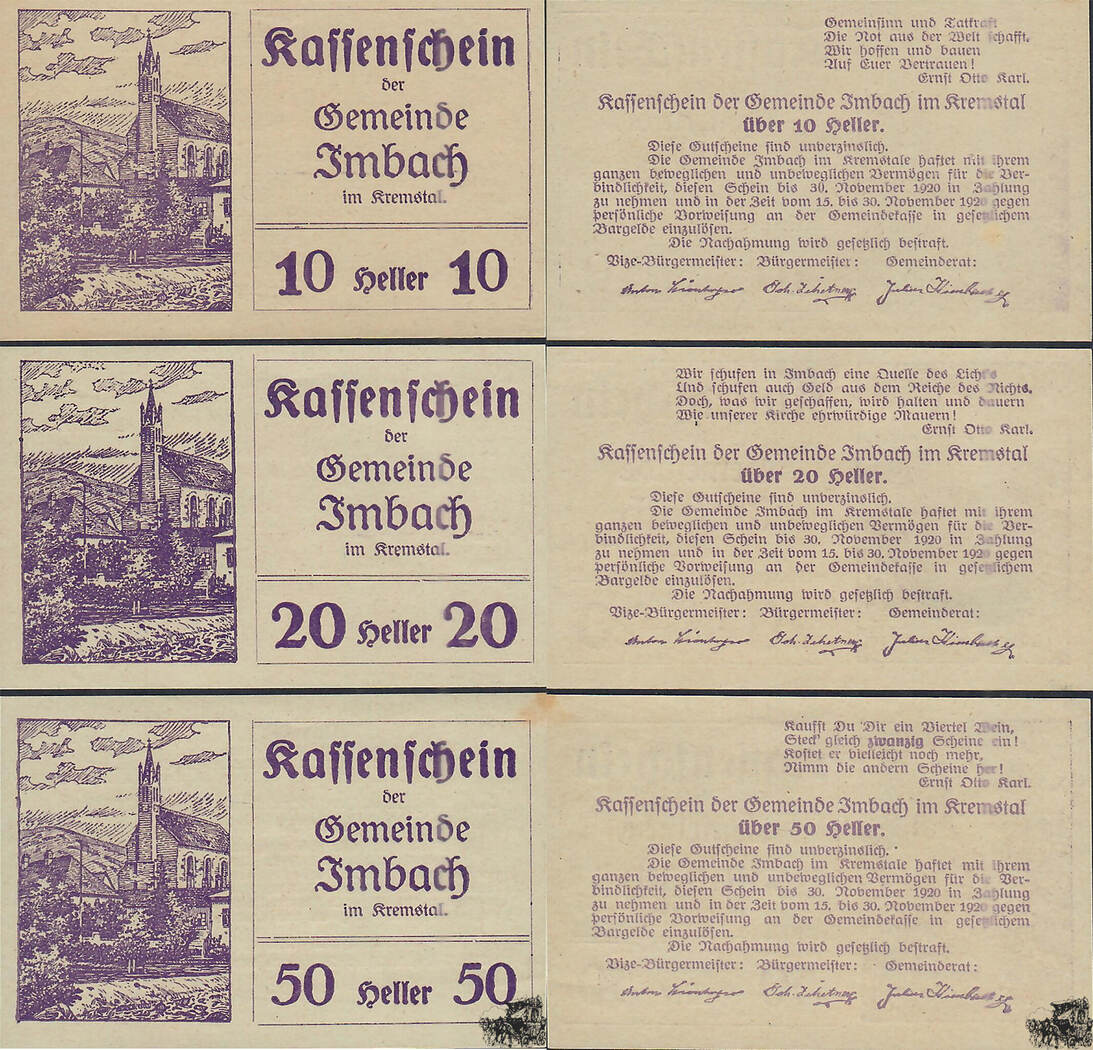 Kassenschein
der
Gemeinde
Imbach
im Kremstal.
10 Heller 10
Gemeinsinn und Tatkraft
Die Not aus der Welt schafft.
Wir hoffen und bauen
Auf Euer Vertrauen!
Ernst Otto Karl.
Kassenschein der Gemeinde Imbach im Kremstal
über 10 Heller.
Diese Gutscheine sind unverzinslich.
Die Gemeinde Imbach im Kremstale haftet mit ihrem
ganzen beweglichen und unbeweglichen Vermögen für die Ver-
bindlichkeit, diesen Schein bis 30. November 1920 in Zahlung
zu nehmen und in der Zeit vom 15. bis 30. November 1920 gegen
persönliche Vorweisung an der Gemeindekasse in gesetzlichem
Bargelde einzulösen.
Die Nachahmung wird gesetzlich bestraft.
Vize-Bürgermeister: Bürgermeister: Gemeinderat:
Anton Joh. Julius
Kassenschein
der
Gemeinde
Imbach
im Kremstal.
20 Heller 20
Wir schufen in Imbach eine Quelle des Lichts
Und schufen auch Geld aus dem Reiche des Nichts.
Doch, was wir geschaffen, wird halten und dauern
Wie unserer Kirche ehrwürdige Mauern!
Ernst Otto Karl.
Kassenschein der Gemeinde Imbach im Kremstal
über 20 Heller.
Diese Gutscheine sind unverzinslich.
Die Gemeinde Imbach im Kremstale haftet mit ihrem
ganzen beweglichen und unbeweglichen Vermögen für die Ver-
bindlichkeit, diesen Schein bis 30. November 1920 in Zahlung
zu nehmen und in der Zeit vom 15. bis 30. November 1920 gegen
persönliche Vorweisung an der Gemeindekasse in gesetzlichem
Bargelde einzulösen.
Die Nachahmung wird gesetzlich bestraft.
Vize-Bürgermeister: Bürgermeister: Gemeinderat:
Anton Joh. Julius
Kassenschein
der
Gemeinde
Imbach
im Kremstal.
50 Heller 50
Kaufst Du Dir ein Viertel Wein,
Steck' gleich zwanzig Scheine ein!
Kostet er vielleicht noch mehr,
Nimm die andern Scheine her!
Ernst Otto Karl.
Kassenschein der Gemeinde Imbach im Kremstal
über 50 Heller.
Diese Gutscheine sind unverzinslich.
Die Gemeinde Imbach im Kremstale haftet mit ihrem
ganzen beweglichen und unbeweglichen Vermögen für die Ver-
bindlichkeit, diesen Schein bis 30. November 1920 in Zahlung
zu nehmen und in der Zeit vom 15. bis 30. November 1920 gegen
persönliche Vorweisung an der Gemeindekasse in gesetzlichem
Bargelde einzulösen.
Die Nachahmung wird gesetzlich bestraft.
Vize-Bürgermeister: Bürgermeister: Gemeinderat:
Anton Joh. Julius